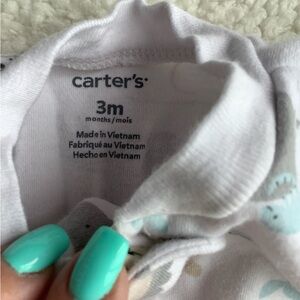 carter's
3m
months/mois
Made in Vietnam
Fabriqué au Vietnam
Hecho en Vietnam